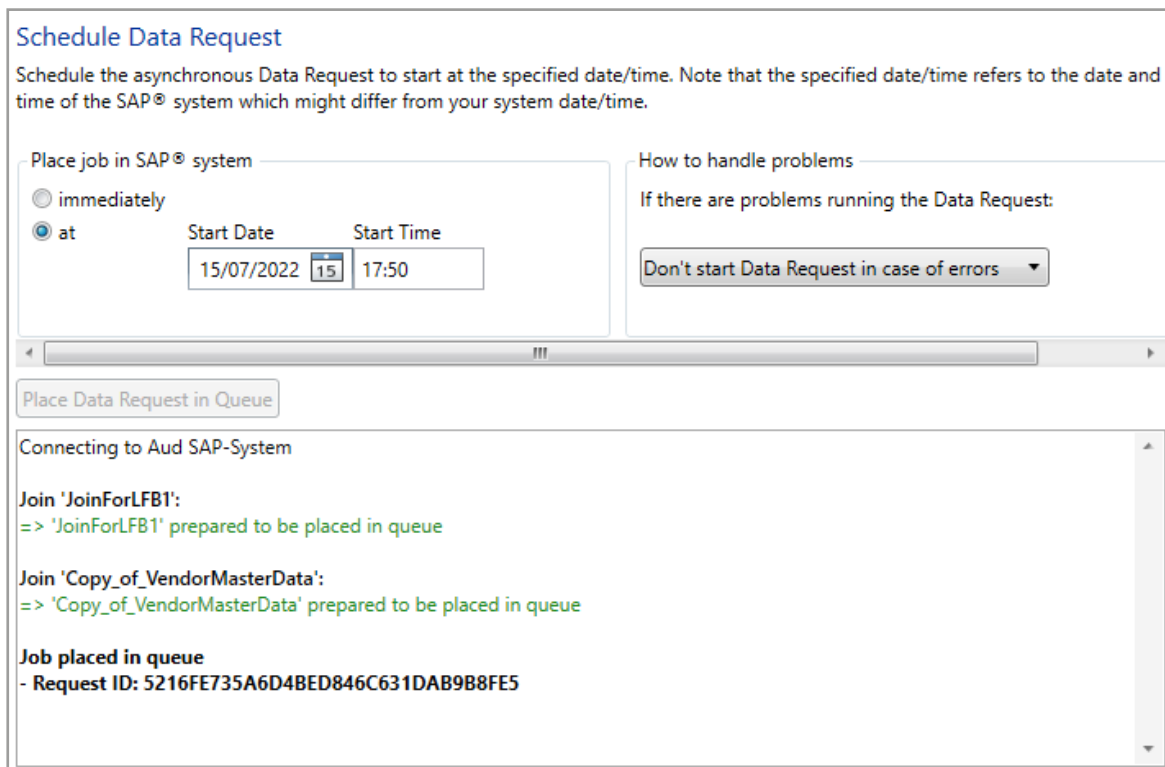 Schedule Data Request
Schedule the asynchronous Data Request to start at the specified date/time. Note that the specified date/time refers to the date and
time of the SAP® system which might differ from your system date/time.
Place job in SAP® system
immediately
at
Start Date
Start Time
15/07/2022
15
17:50
How to handle problems
If there are problems running the Data Request:
Don't start Data Request in case of errors
Place Data Request in Queue
Connecting to Aud SAP-System
Join 'JoinForLFB1':
=> 'JoinForLFB1' prepared to be placed in queue
Join 'Copy_of_VendorMasterData':
=> 'Copy_of_VendorMasterData' prepared to be placed in queue
Job placed in queue
- Request ID: 5216FE735A6D4BED846C631DAB9B8FE5